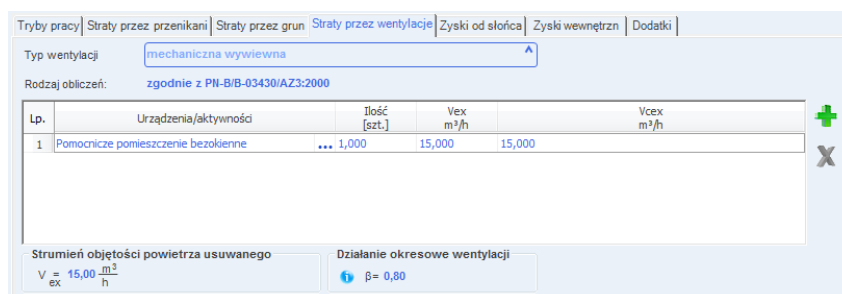 Tryby pracy Straty przez przenikani Straty przez grun Straty przez wentylacje Zyski od słońca Zyski wewnętrzn Dodatki
Typ wentylacji mechaniczna wywiewna
Rodzaj obliczeń: zgodnie z PN-B/B-03430/AZ3:2000
Lp. Urządzenia/aktywności Ilość [szt.] Vex m³/h Vcex m³/h
1 Pomocnicze pomieszczenie bezokienne ... 1,000 15,000 15,000
Strumień objętości powietrza usuwanego Działanie okresowe wentylacji
V ex = 15,00 m³/h β= 0,80